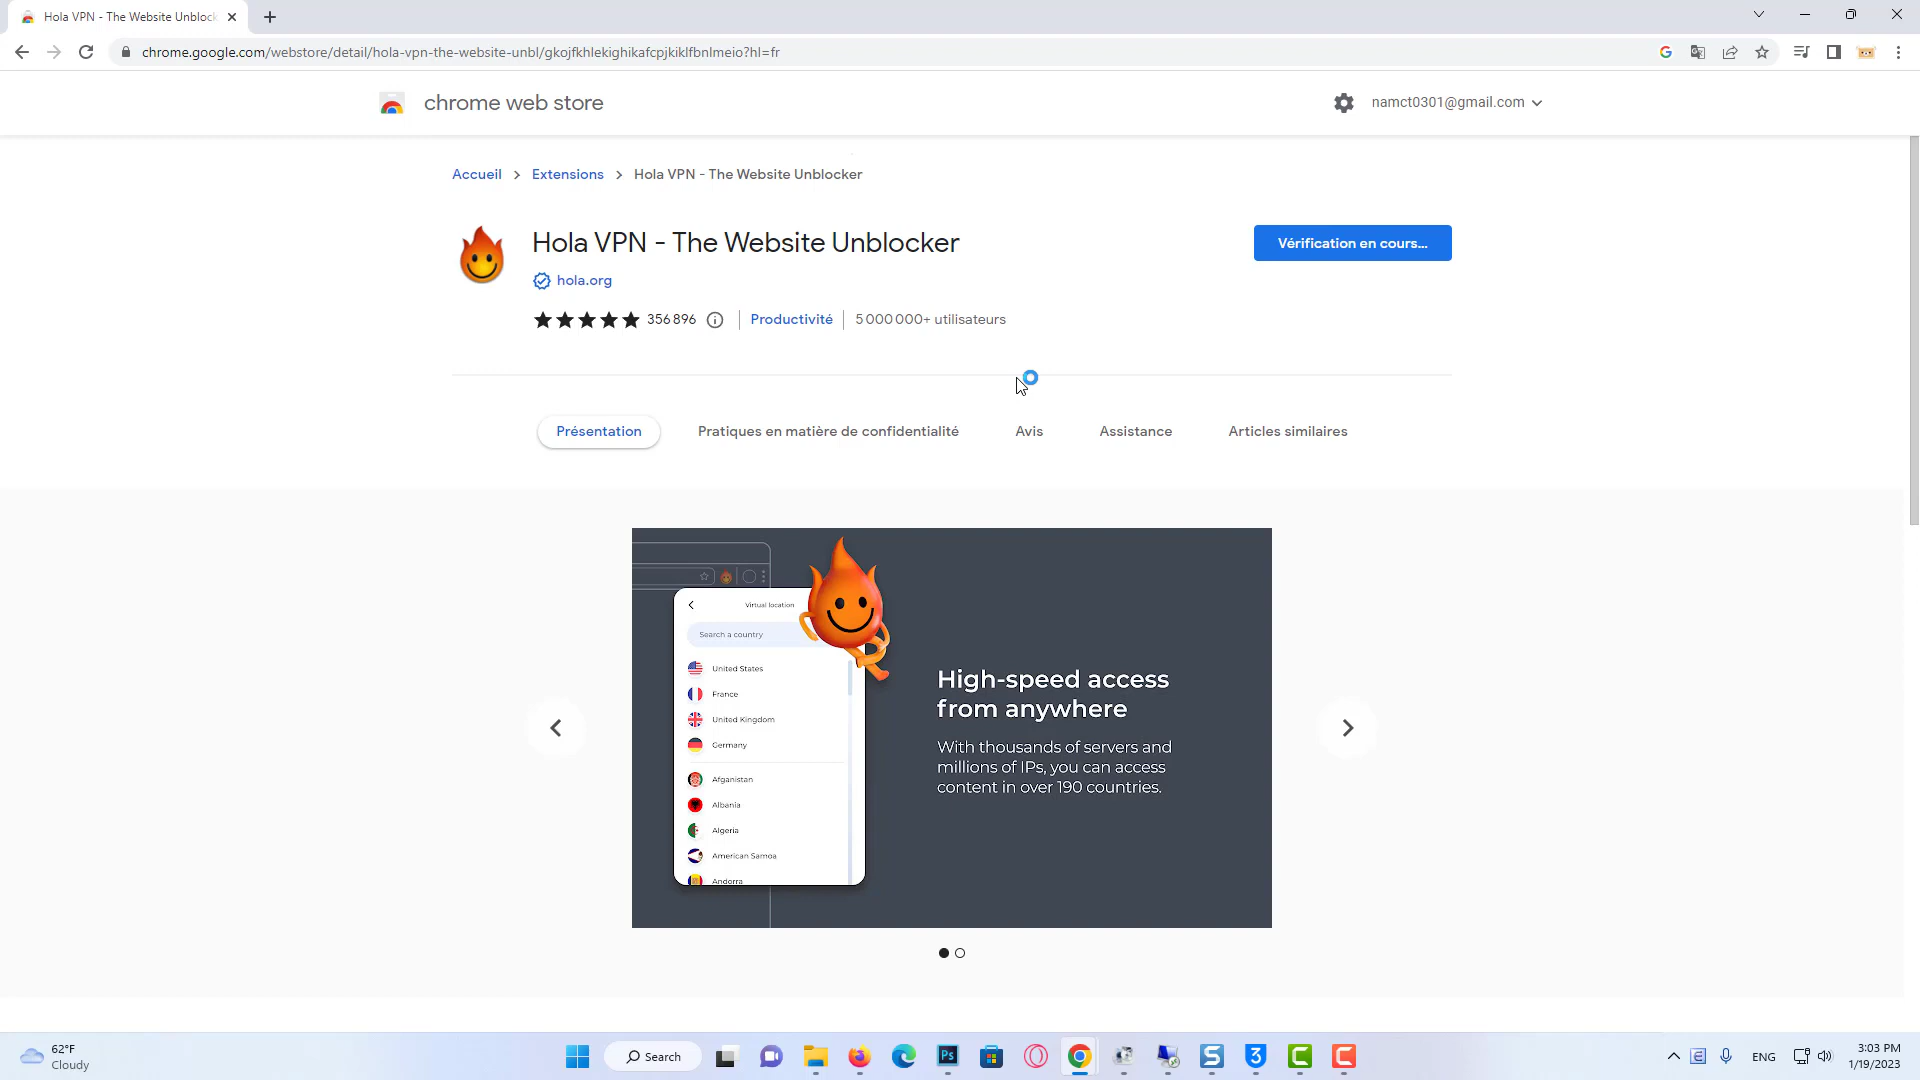 Hola VPN - The Website Unblock
chrome.google.com/webstore/detail/hola-vpn-the-website-unbl/gkojfkhlekighikafcpjkiklfbnlmeio?hl=fr
chrome web store
namct0301@gmail.com
Accueil > Extensions > Hola VPN - The Website Unblocker
Hola VPN - The Website Unblocker
Vérification en cours...
hola.org
356 896
Productivité
5 000 000+ utilisateurs
Présentation
Pratiques en matière de confidentialité
Avis
Assistance
Articles similaires
Virtual location
Search a country
United States
France
United Kingdom
Germany
Afganistan
Albania
Algeria
American Samoa
Andorra
High-speed access
from anywhere
With thousands of servers and
millions of IPs, you can access
content in over 190 countries.
62°F
Cloudy
Search
Ps
ENG
3:03 PM
1/19/2023